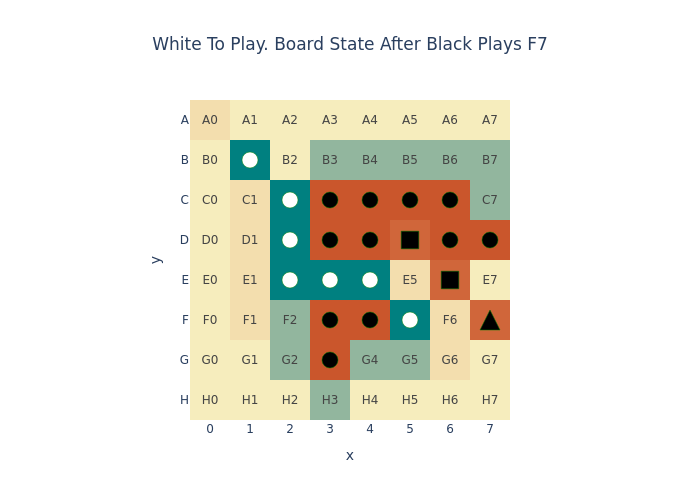 White To Play. Board State After Black Plays F7
A A0 A1 A2 A3 A4 A5 A6 A7
B B0 B2 B3 B4 B5 B6 B7
C C0 C1 C7
D D0 D1
E E0 E1 E5 E7
F F0 F1 F2 F6
G G0 G1 G2 G4 G5 G6 G7
H H0 H1 H2 H3 H4 H5 H6 H7
0 1 2 3 4 5 6 7
x
y